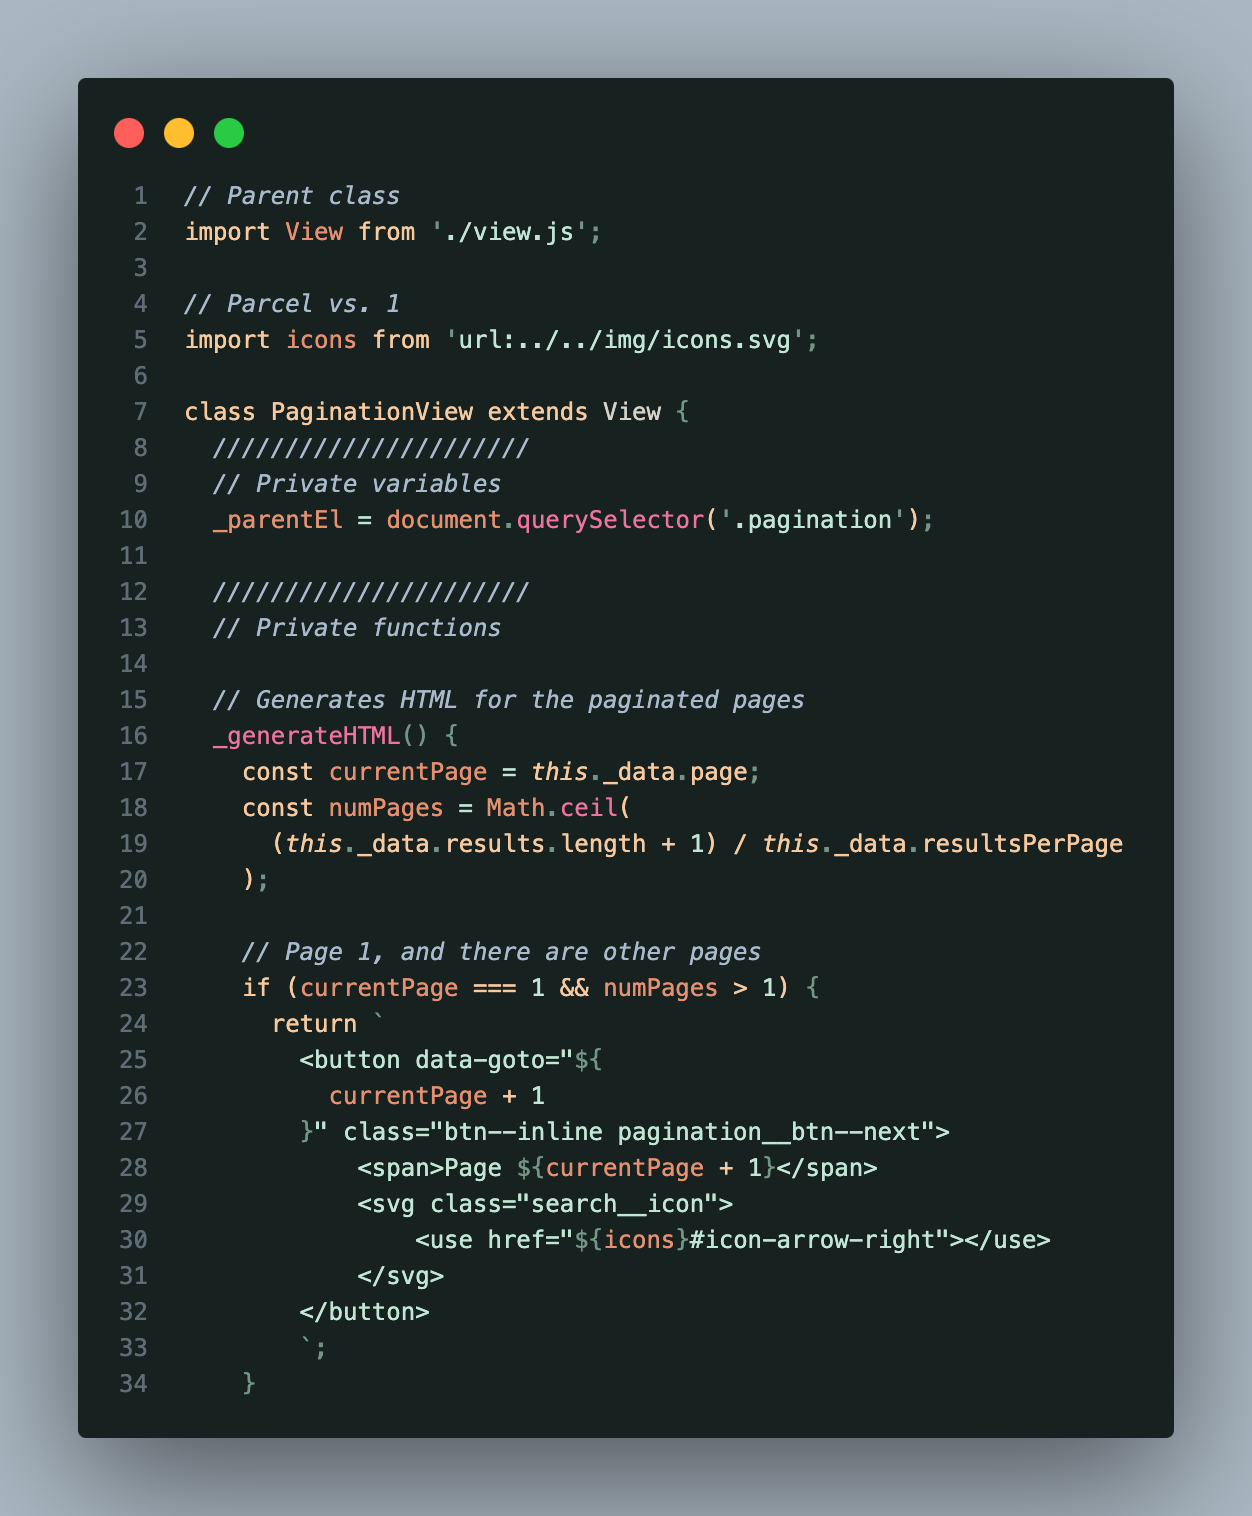 1 // Parent class
2 import View from './view.js';
3
4 // Parcel vs. 1
5 import icons from 'url:../../img/icons.svg';
6
7 class PaginationView extends View {
8   //////////////////////
9   // Private variables
10   _parentEl = document.querySelector('.pagination');
11
12   //////////////////////
13   // Private functions
14
15   // Generates HTML for the paginated pages
16   _generateHTML() {
17     const currentPage = this._data.page;
18     const numPages = Math.ceil(
19       (this._data.results.length + 1) / this._data.resultsPerPage
20     );
21
22     // Page 1, and there are other pages
23     if (currentPage === 1 && numPages > 1) {
24       return `
25         <button data-goto="${
26           currentPage + 1
27         }" class="btn--inline pagination__btn--next">
28             <span>Page ${currentPage + 1}</span>
29             <svg class="search__icon">
30                 <use href="${icons}#icon-arrow-right"></use>
31             </svg>
32         </button>
33         `;
34     }